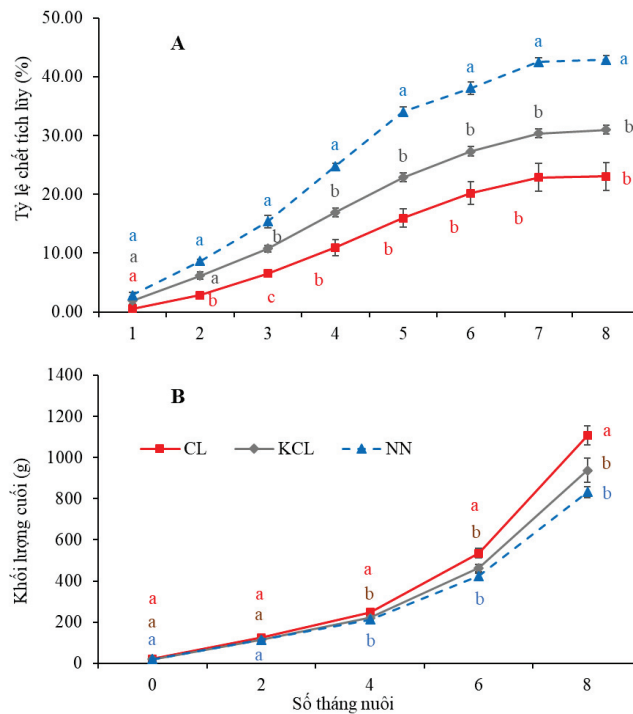 A
Tỷ lệ chết tích lũy (%)
50.00
40.00
30.00
20.00
10.00
0.00
a a a a a a a a
a a b b b b b b
a b c b b b b b
1 2 3 4 5 6 7 8
B
Khối lượng cuối (g)
1400
1200
1000
800
600
400
200
0
CL KCL NN
a a a a a
a a b b b
a a b b b
0 2 4 6 8
Số tháng nuôi